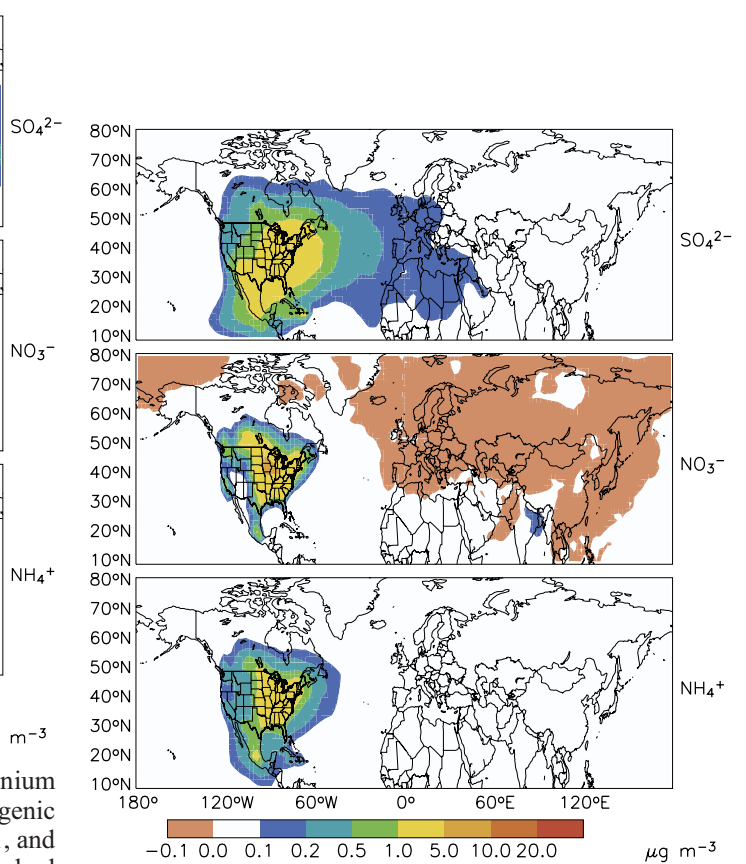 SO₄²⁻
NO₃⁻
NH₄⁺
m⁻³
nium
genic
, and
80°N
70°N
60°N
50°N
40°N
30°N
20°N
10°N
SO₄²⁻
80°N
70°N
60°N
50°N
40°N
30°N
20°N
10°N
NO₃⁻
80°N
70°N
60°N
50°N
40°N
30°N
20°N
10°N
NH₄⁺
180° 120°W 60°W 0° 60°E 120°E
−0.1 0.0 0.1 0.2 0.5 1.0 5.0 10.0 20.0
μg m⁻³